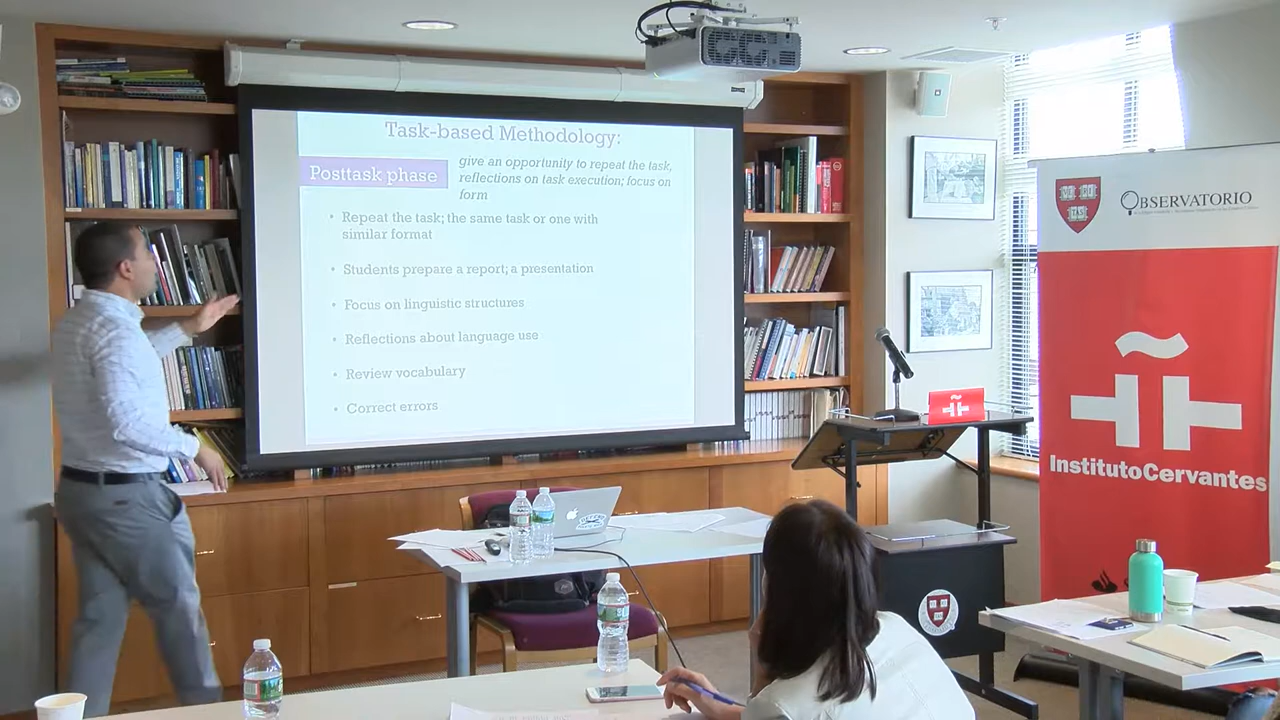 Task-based Methodology:
Posttask phase
give an opportunity to repeat the task,
reflections on task execution; focus on
form
Repeat the task; the same task or one with
similar format
Students prepare a report; a presentation
Focus on linguistic structures
Reflections about language use
Review vocabulary
Correct errors
OBSERVATORIO
InstitutoCervantes